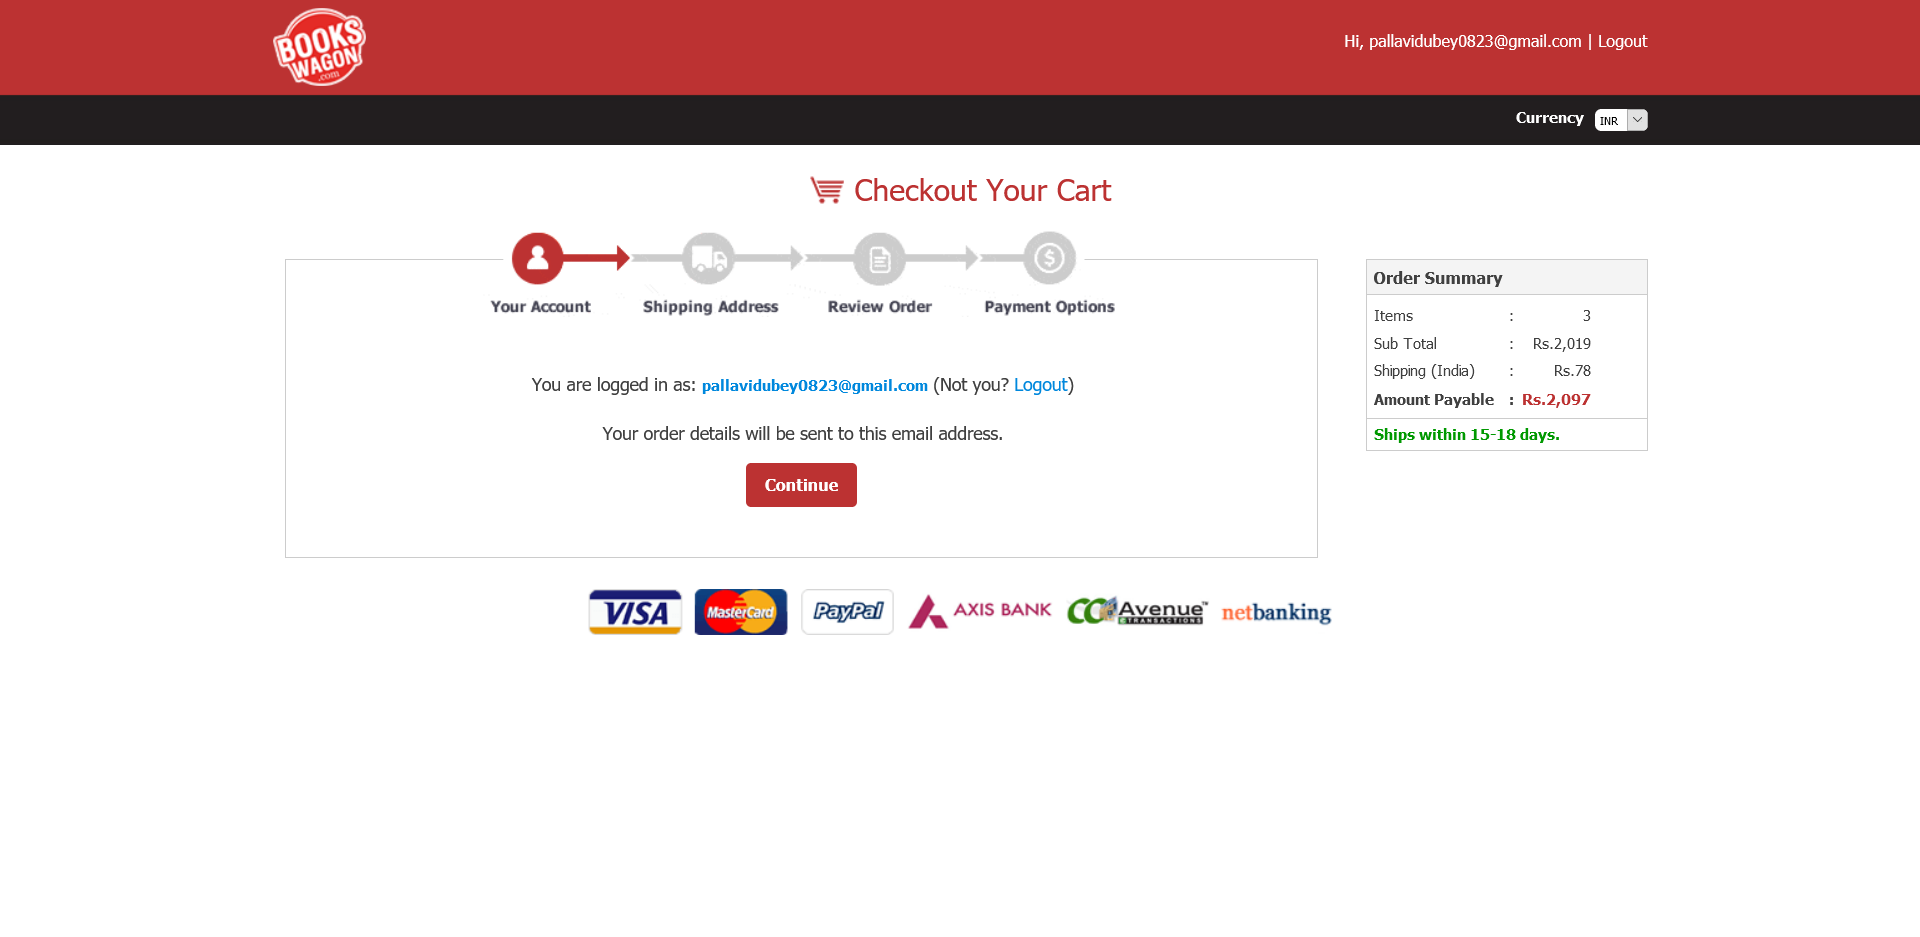 BOOKS
WAGON
.com
Hi, pallavidubey0823@gmail.com | Logout
Currency INR
Checkout Your Cart
Your Account
Shipping Address
Review Order
Payment Options
You are logged in as: pallavidubey0823@gmail.com (Not you? Logout)
Your order details will be sent to this email address.
Continue
Order Summary
Items : 3
Sub Total : Rs.2,019
Shipping (India) : Rs.78
Amount Payable : Rs.2,097
Ships within 15-18 days.
VISA
MasterCard
PayPal
AXIS BANK
CCAvenue™
eTRANSACTIONS
netbanking